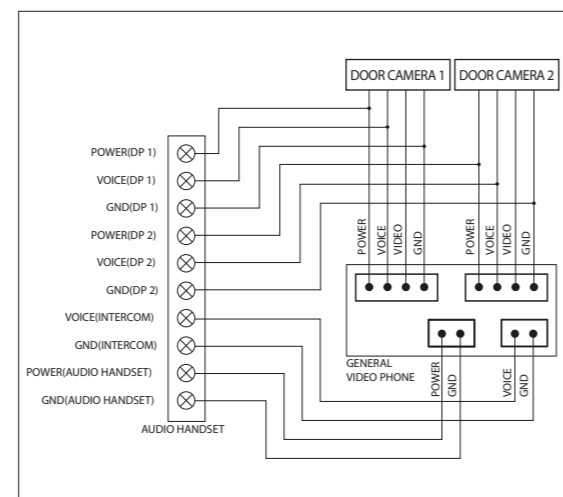 DOOR CAMERA 1
DOOR CAMERA 2
POWER(DP 1)
VOICE(DP 1)
GND(DP 1)
POWER(DP 2)
VOICE(DP 2)
GND(DP 2)
VOICE(INTERCOM)
GND(INTERCOM)
POWER(AUDIO HANDSET)
GND(AUDIO HANDSET)
AUDIO HANDSET
POWER
VOICE
VIDEO
GND
POWER
VOICE
VIDEO
GND
GENERAL
VIDEO PHONE
POWER
GND
VOICE
GND